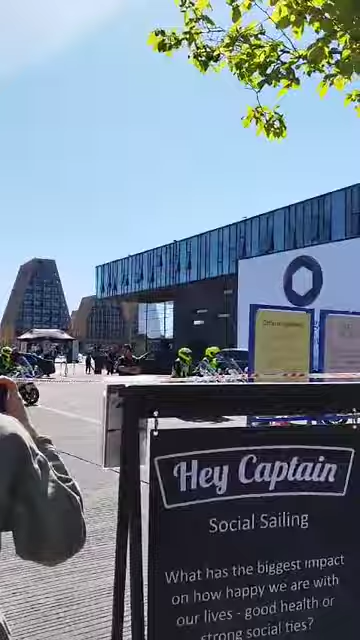 Hey Captain
Social Sailing
What has the biggest impact
on how happy we are with
our lives - good health or
strong social ties?